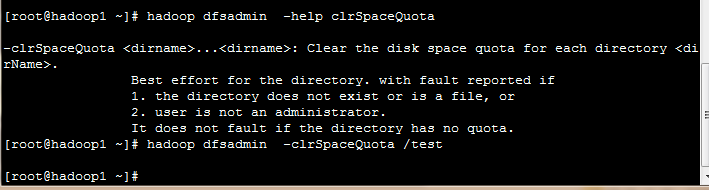 [root@hadoop1 ~]# hadoop dfsadmin  -help clrSpaceQuota
-clrSpaceQuota <dirname>...<dirname>: Clear the disk space quota for each directory <di
rName>.
Best effort for the directory. with fault reported if
1. the directory does not exist or is a file, or
2. user is not an administrator.
It does not fault if the directory has no quota.
[root@hadoop1 ~]# hadoop dfsadmin  -clrSpaceQuota /test
[root@hadoop1 ~]#